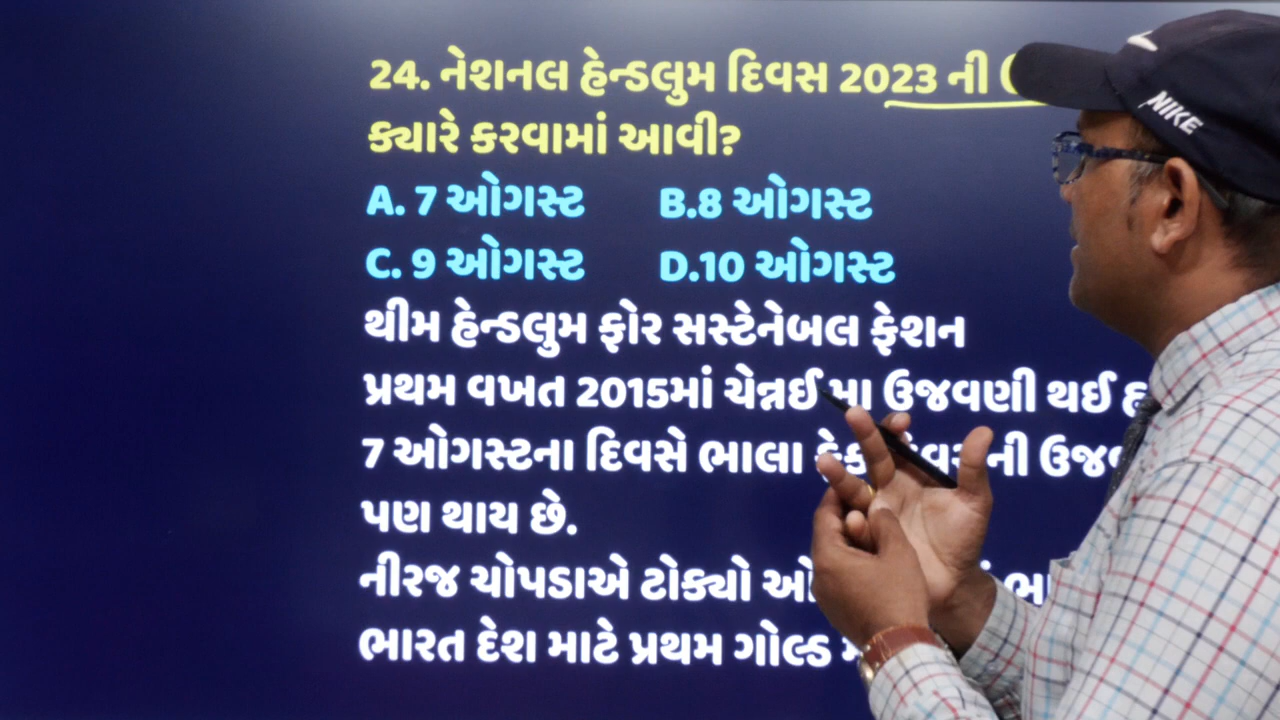 24. નેશનલ હેન્ડલુમ દિવસ 2023 ની
ક્યારે કરવામાં આવી?
A. 7 ઓગસ્ટ B.8 ઓગસ્ટ
C. 9 ઓગસ્ટ D.10 ઓગસ્ટ
થીમ હેન્ડલુમ ફોર સસ્ટેનેબલ ફેશન
પ્રથમ વખત 2015માં ચેન્નઈ મા ઉજવણી થઈ
7 ઓગસ્ટના દિવસે ભાલા ની
પણ થાય છે.
નીરજ ચોપડાએ ટોક્યો
ભારત દેશ માટે પ્રથમ ગોલ્ડ
NIKE